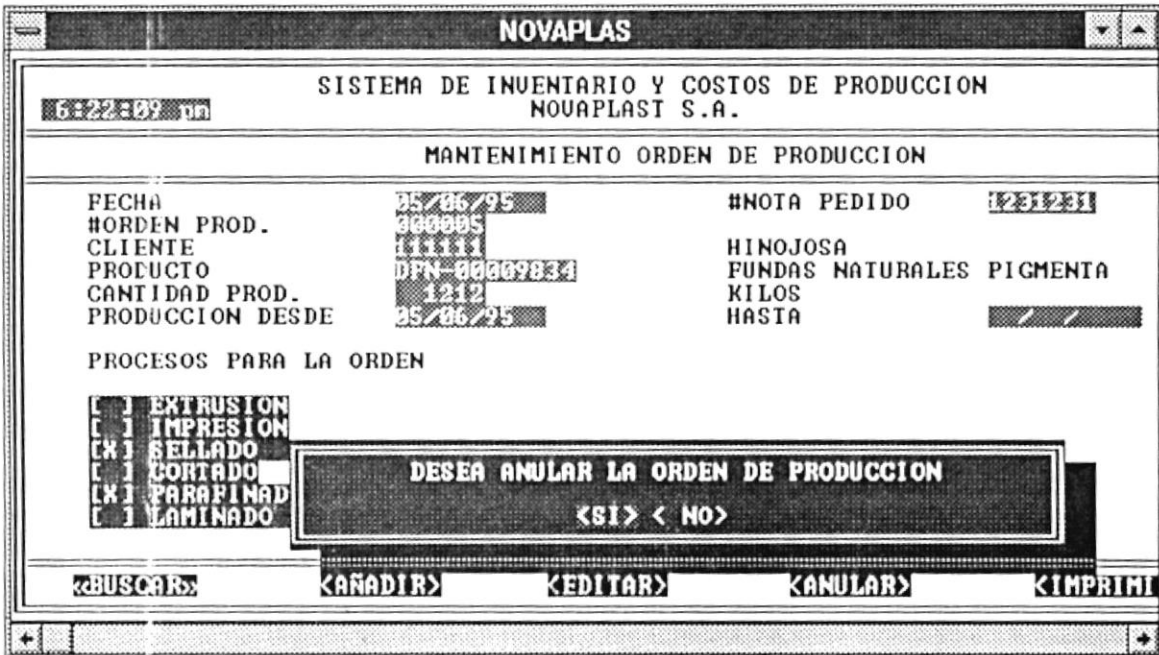 NOVAPLAS
SISTEMA DE INVENTARIO Y COSTOS DE PRODUCCION
6:22:09 pm NOVAPLAST S.A.
MANTENIMIENTO ORDEN DE PRODUCCION
FECHA 05/06/95 #NOTA PEDIDO 1231231
#ORDEN PROD. 000005
CLIENTE 111111 HINOJOSA
PRODUCTO DFN-00009834 FUNDAS NATURALES PIGMENTA
CANTIDAD PROD. 1212 KILOS
PRODUCCION DESDE 05/06/95 HASTA / /
PROCESOS PARA LA ORDEN
[ ] EXTRUSION
[ ] IMPRESION
[X] SELLADO
[ ] CORTADO
[X] PARAFINAD
[ ] LAMINADO
DESEA ANULAR LA ORDEN DE PRODUCCION
<SI> < NO>
«BUSCAR» <AÑADIR> <EDITAR> <ANULAR> <IMPRIMI